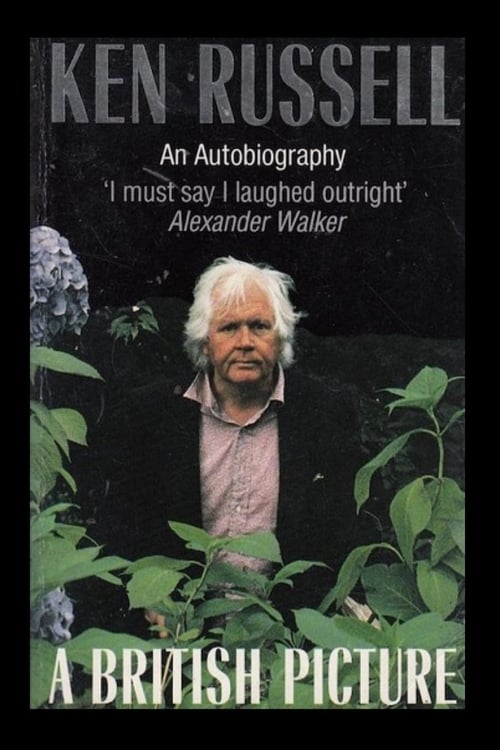 KEN RUSSELL
An Autobiography
'I must say I laughed outright'
Alexander Walker
A BRITISH PICTURE